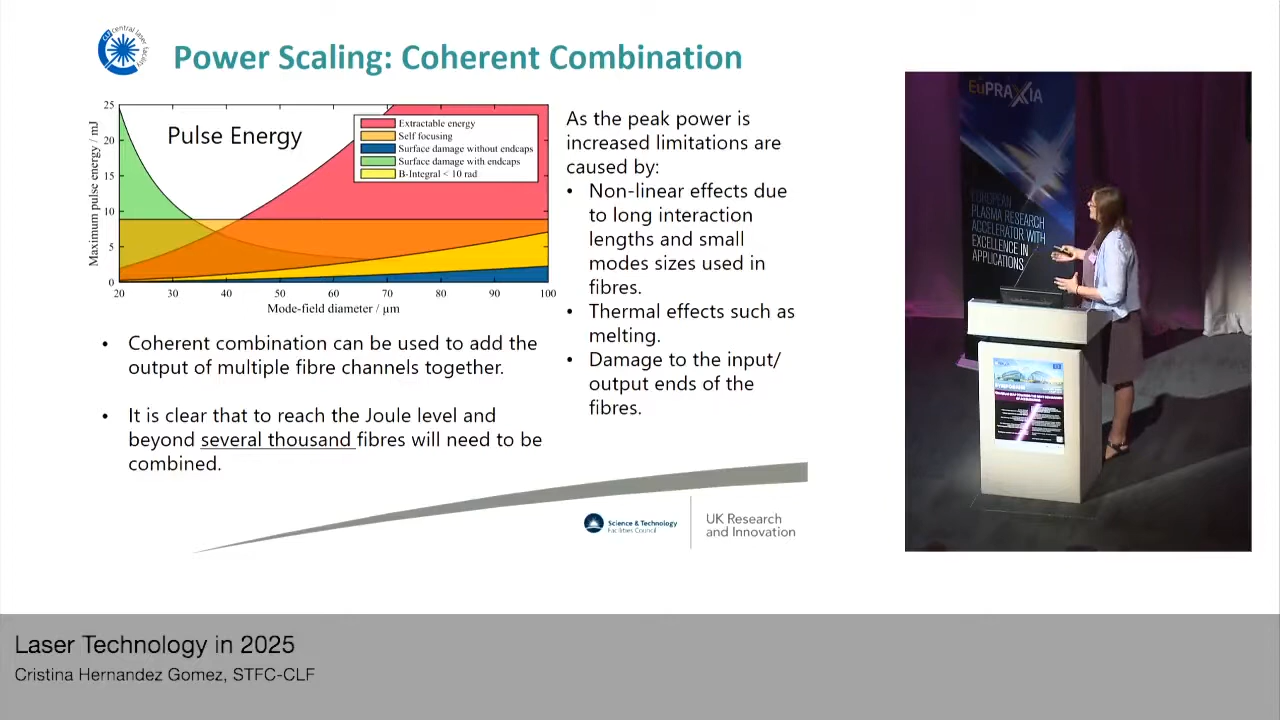 central laser facility
Power Scaling: Coherent Combination
Pulse Energy
Extractable energy
Self focusing
Surface damage without endcaps
Surface damage with endcaps
B-Integral < 10 rad
Maximum pulse energy / mJ
25
20
15
10
5
0
20 30 40 50 60 70 80 90 100
Mode-field diameter / µm
As the peak power is
increased limitations are
caused by:
• Non-linear effects due
to long interaction
lengths and small
modes sizes used in
fibres.
• Thermal effects such as
melting.
• Damage to the input/
output ends of the
fibres.
• Coherent combination can be used to add the
output of multiple fibre channels together.
• It is clear that to reach the Joule level and
beyond several thousand fibres will need to be
combined.
Science & Technology
Facilities Council
UK Research
and Innovation
EuPRAXIA
EUROPEAN
PLASMA RESEARCH
ACCELERATOR WITH
EXCELLENCE IN
APPLICATIONS
SYMPOSIUM
Laser Technology in 2025
Cristina Hernandez Gomez, STFC-CLF